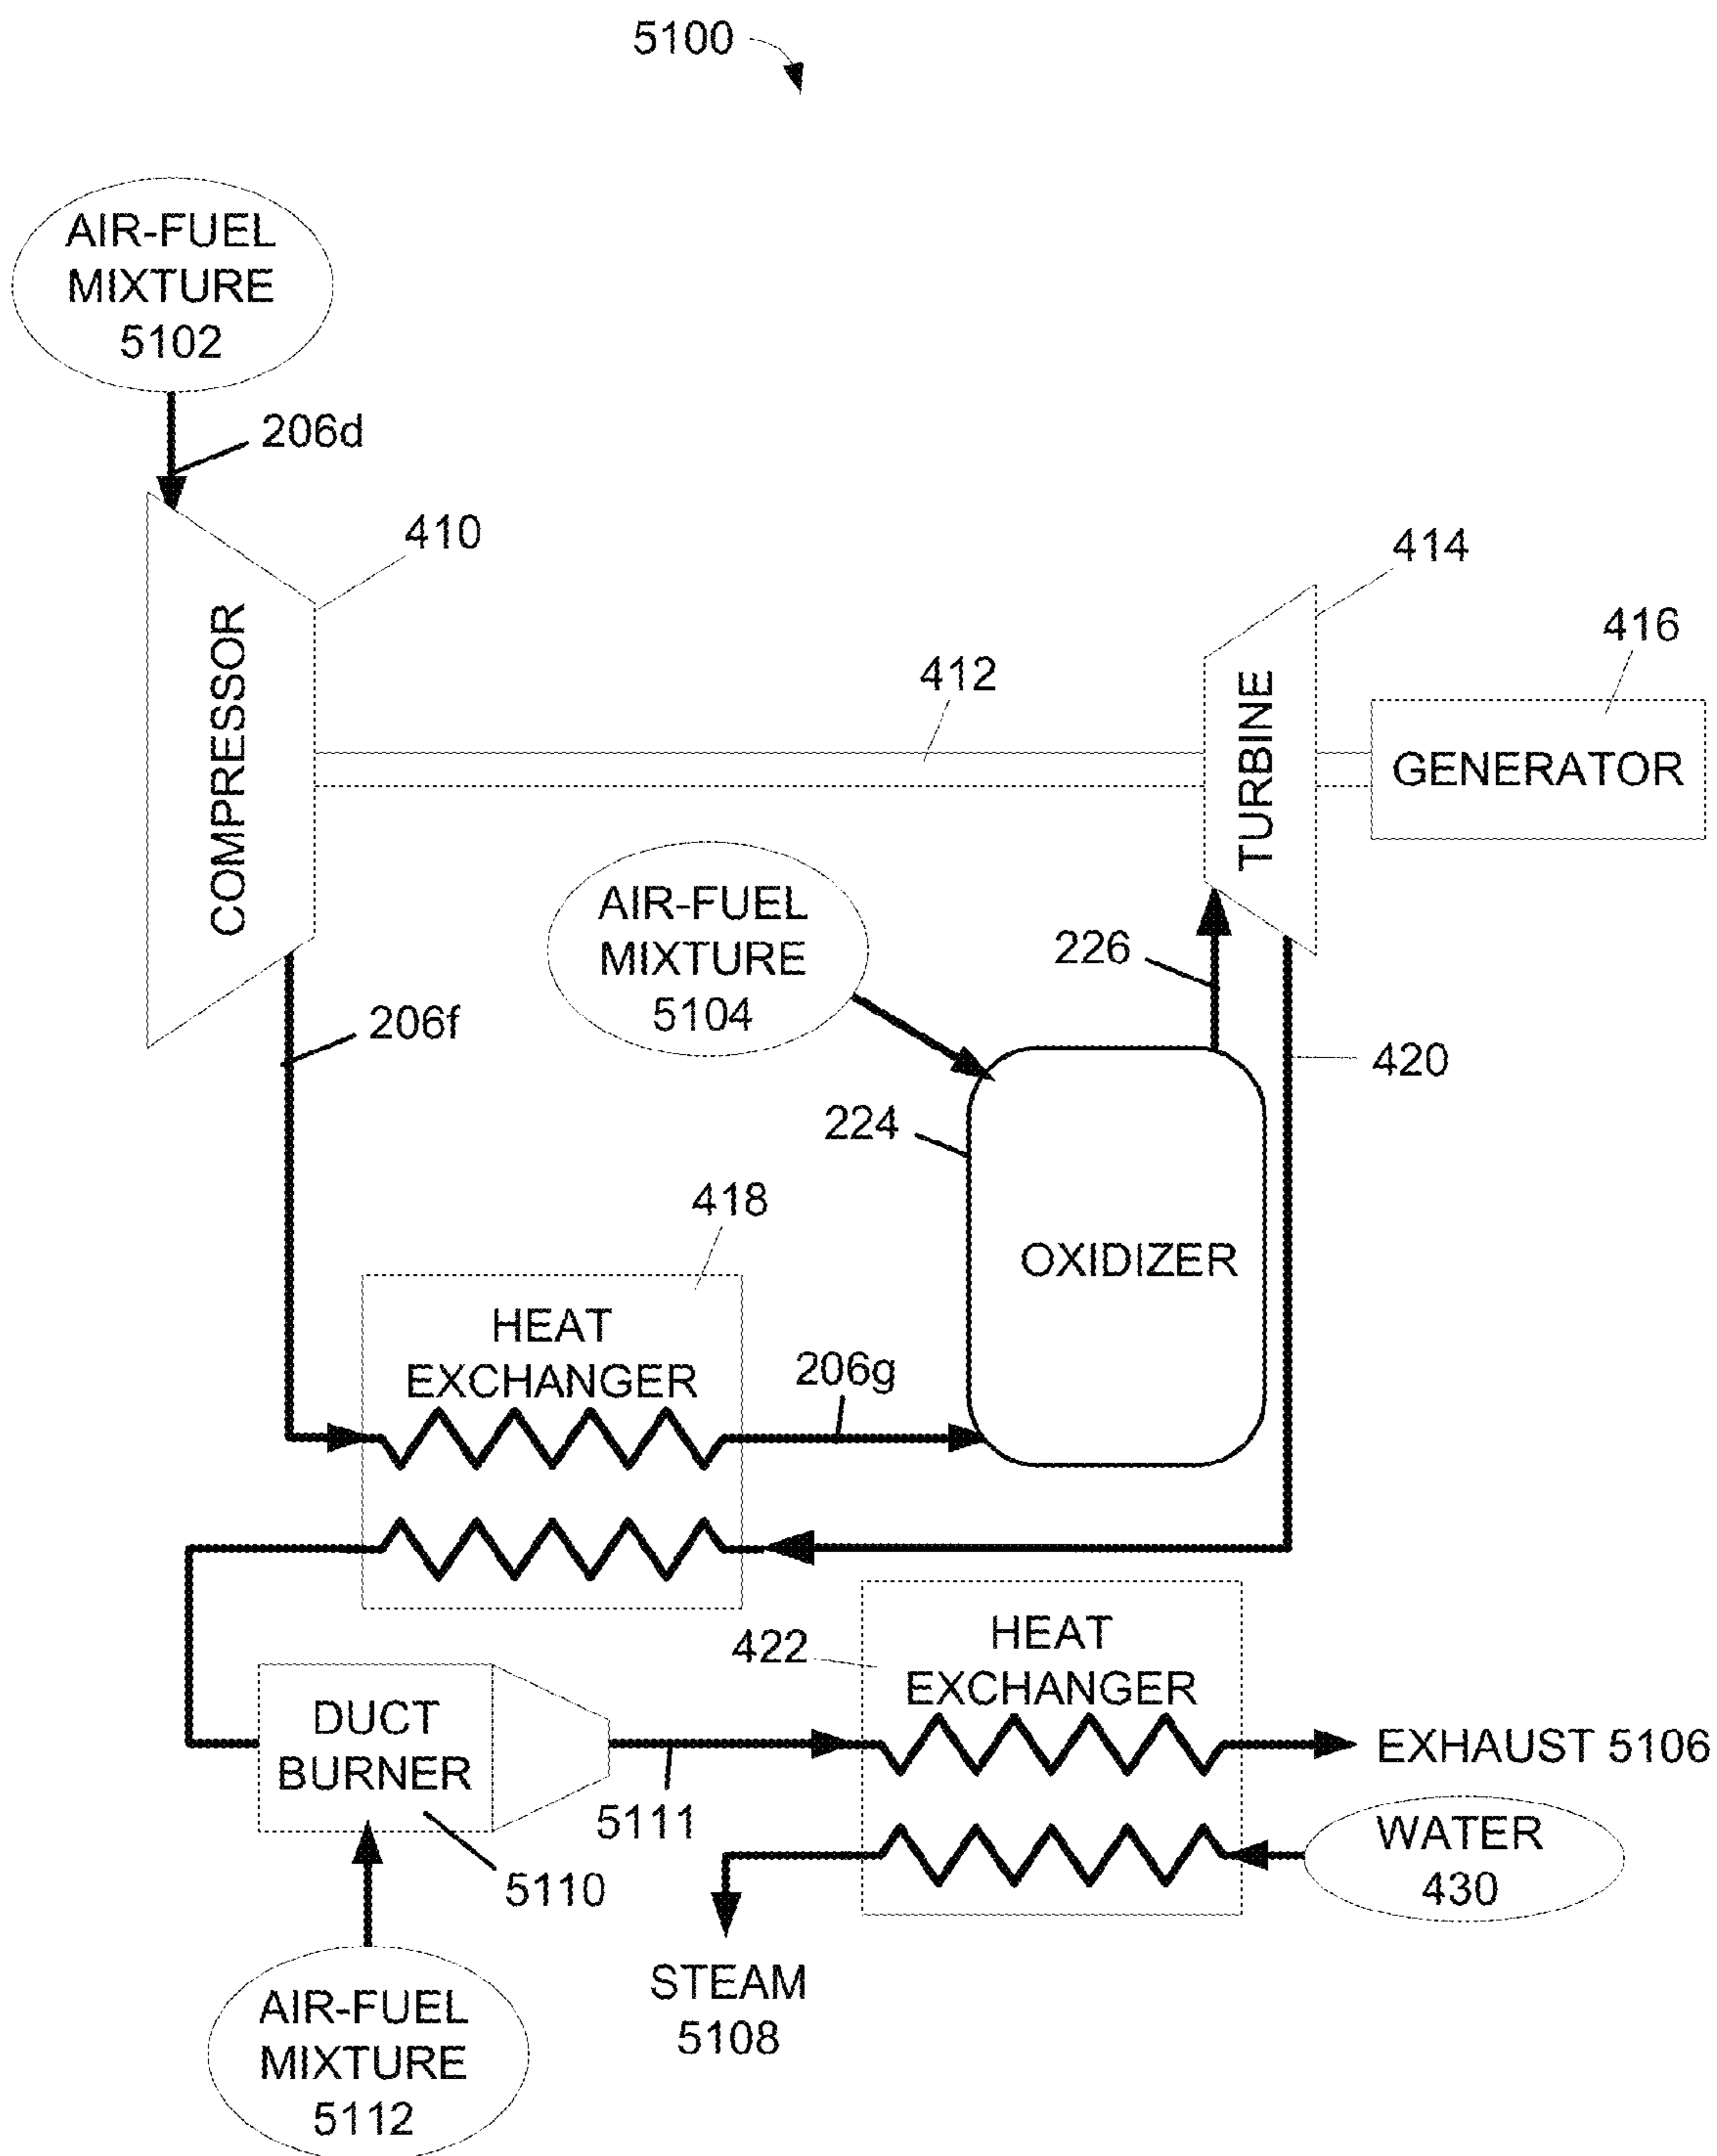 5100
AIR-FUEL
MIXTURE
5102
206d
410
COMPRESSOR
412
414
TURBINE
416
GENERATOR
AIR-FUEL
MIXTURE
5104
226
206f
420
224
OXIDIZER
418
HEAT
EXCHANGER
206g
422
HEAT
EXCHANGER
DUCT
BURNER
5111
EXHAUST 5106
WATER
430
5110
STEAM
5108
AIR-FUEL
MIXTURE
5112